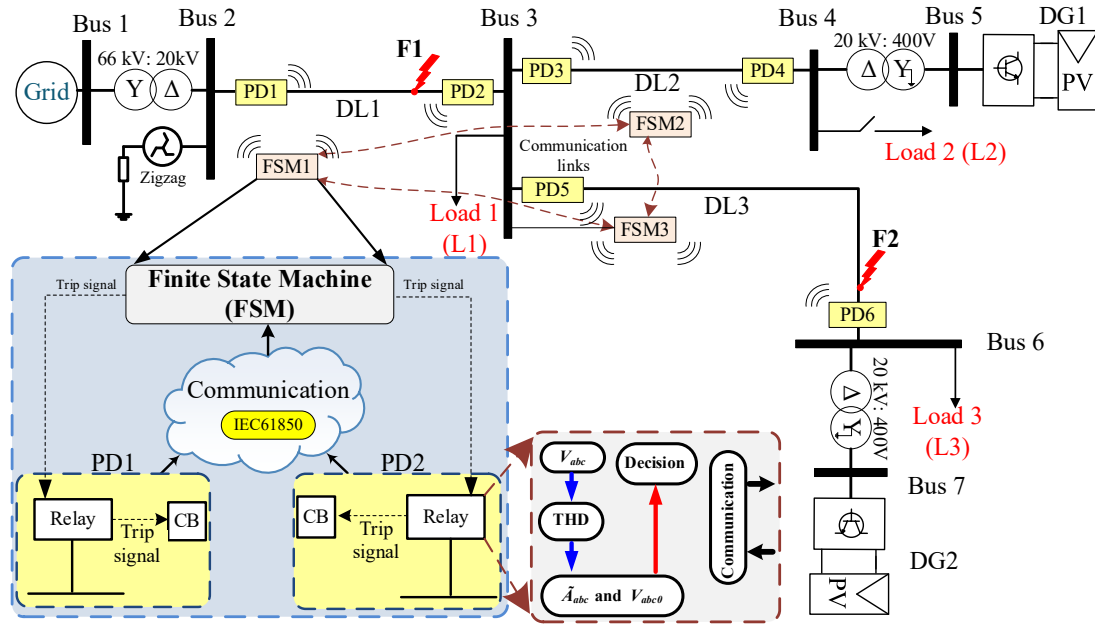 Bus 1
Bus 2
Bus 3
Bus 4
Bus 5
DG1
66 kV: 20kV
20 kV: 400V
F1
Grid
Y
Δ
PD1
PD2
PD3
PD4
Δ
Y
PV
DL1
DL2
FSM2
Load 2 (L2)
Zigzag
FSM1
Communication
links
PD5
DL3
Load 1
(L1)
FSM3
F2
Finite State Machine
(FSM)
Trip signal
Trip signal
PD6
Bus 6
Communication
IEC61850
20 kV: 400V
Δ
Y
Load 3
(L3)
PD1
PD2
Vabc
Decision
Communication
Bus 7
Relay
CB
CB
Relay
THD
Trip
signal
Trip
signal
DG2
Ãabc and Vabc0
PV